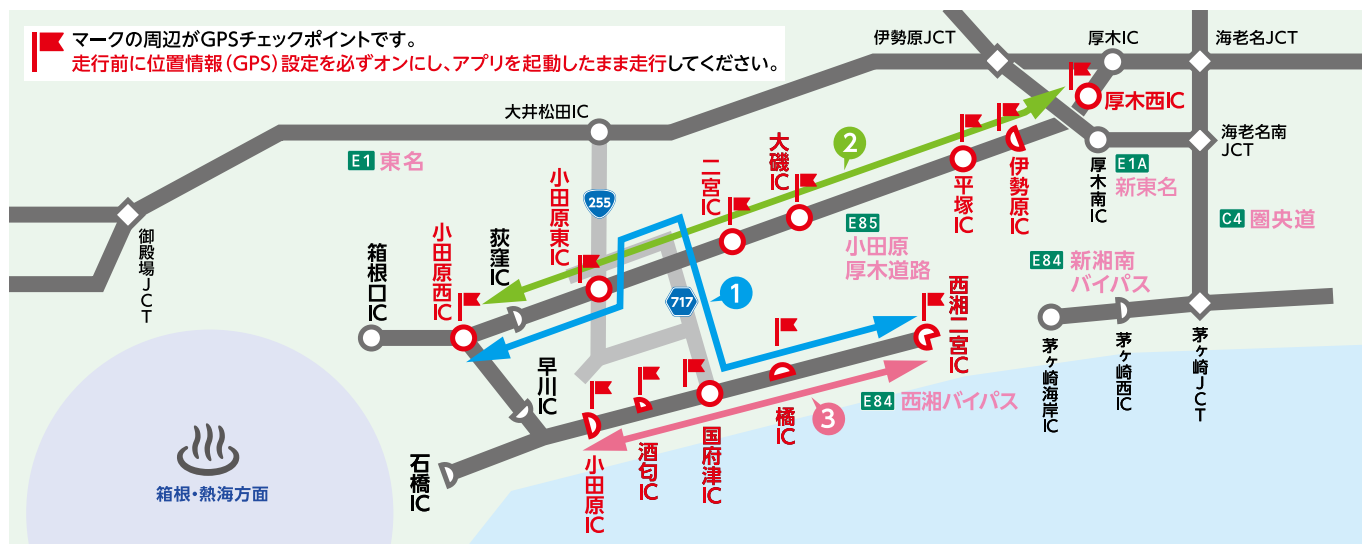 マークの周辺がGPSチェックポイントです。
走行前に位置情報（GPS）設定を必ずオンにし、アプリを起動したまま走行してください。
伊勢原JCT
厚木IC
海老名JCT
厚木西IC
大井松田IC
海老名南
JCT
E1 東名
大磯IC
2
二宮IC
小田原東IC
255
平塚IC
伊勢原IC
厚木南IC
E1A
新東名
C4 圏央道
御殿場JCT
箱根口IC
小田原西IC
荻窪IC
E85
小田原
厚木道路
E84 新湘南
バイパス
717
1
西湘二宮IC
茅ヶ崎海岸IC
茅ヶ崎西IC
茅ヶ崎JCT
早川IC
E84 西湘バイパス
3
橘IC
国府津IC
酒匂IC
小田原IC
石橋IC
箱根・熱海方面